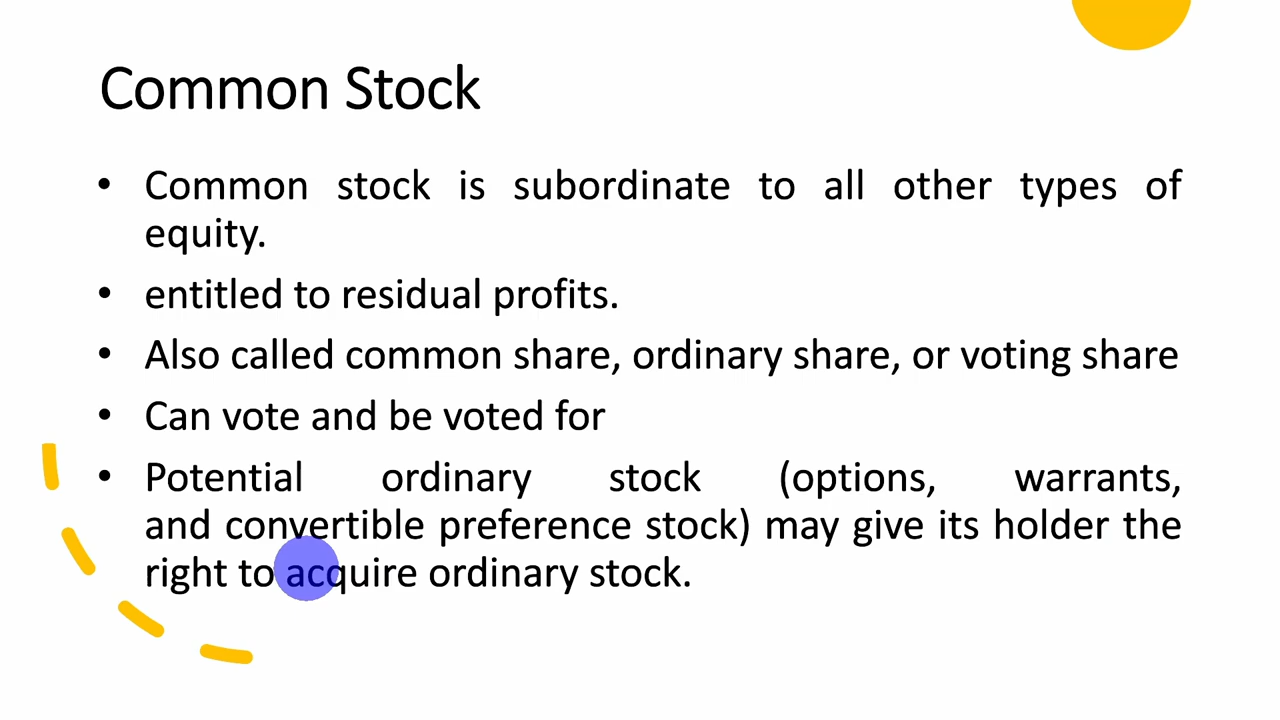 Common Stock
• Common stock is subordinate to all other types of
equity.
• entitled to residual profits.
• Also called common share, ordinary share, or voting share
• Can vote and be voted for
• Potential ordinary stock (options, warrants,
and convertible preference stock) may give its holder the
right to acquire ordinary stock.